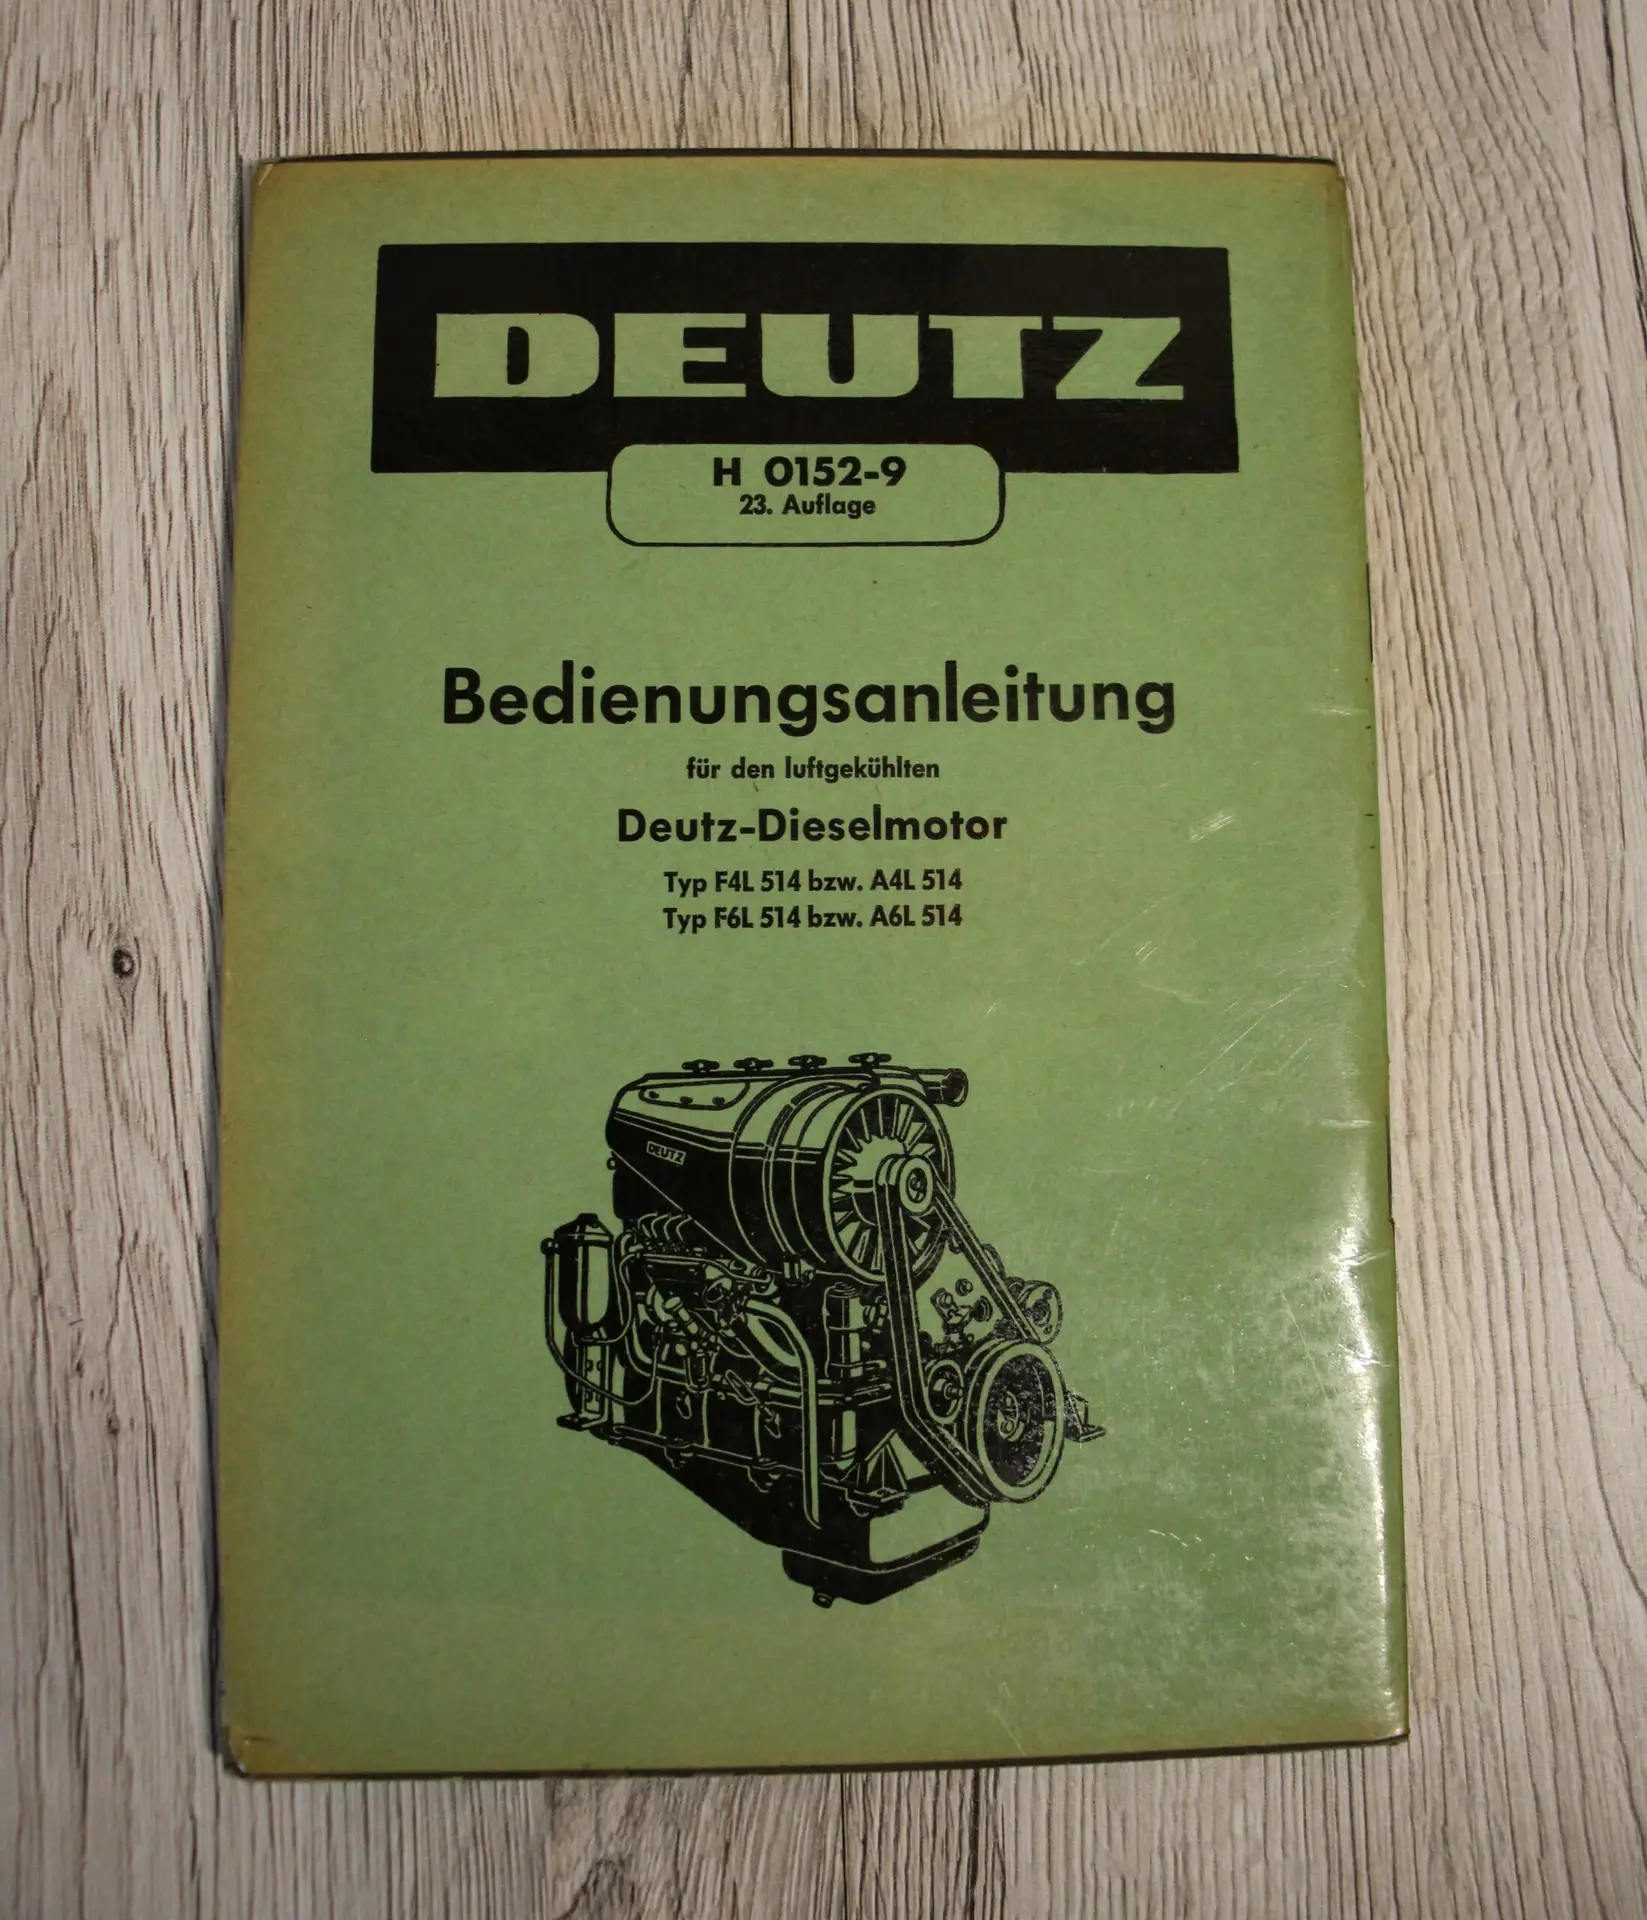 DEUTZ
H 0152-9
23. Auflage
Bedienungsanleitung
für den luftgekühlten
Deutz-Dieselmotor
Typ F4L 514 bzw. A4L 514
Typ F6L 514 bzw. A6L 514
DEUTZ